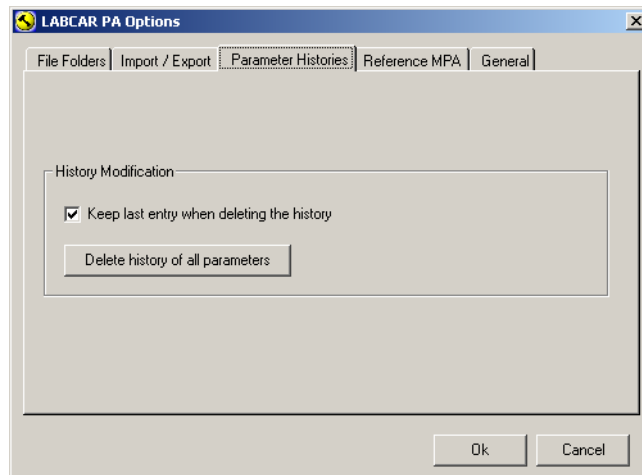 LABCAR PA Options
File Folders Import / Export Parameter Histories Reference MPA General
History Modification
Keep last entry when deleting the history
Delete history of all parameters
Ok Cancel